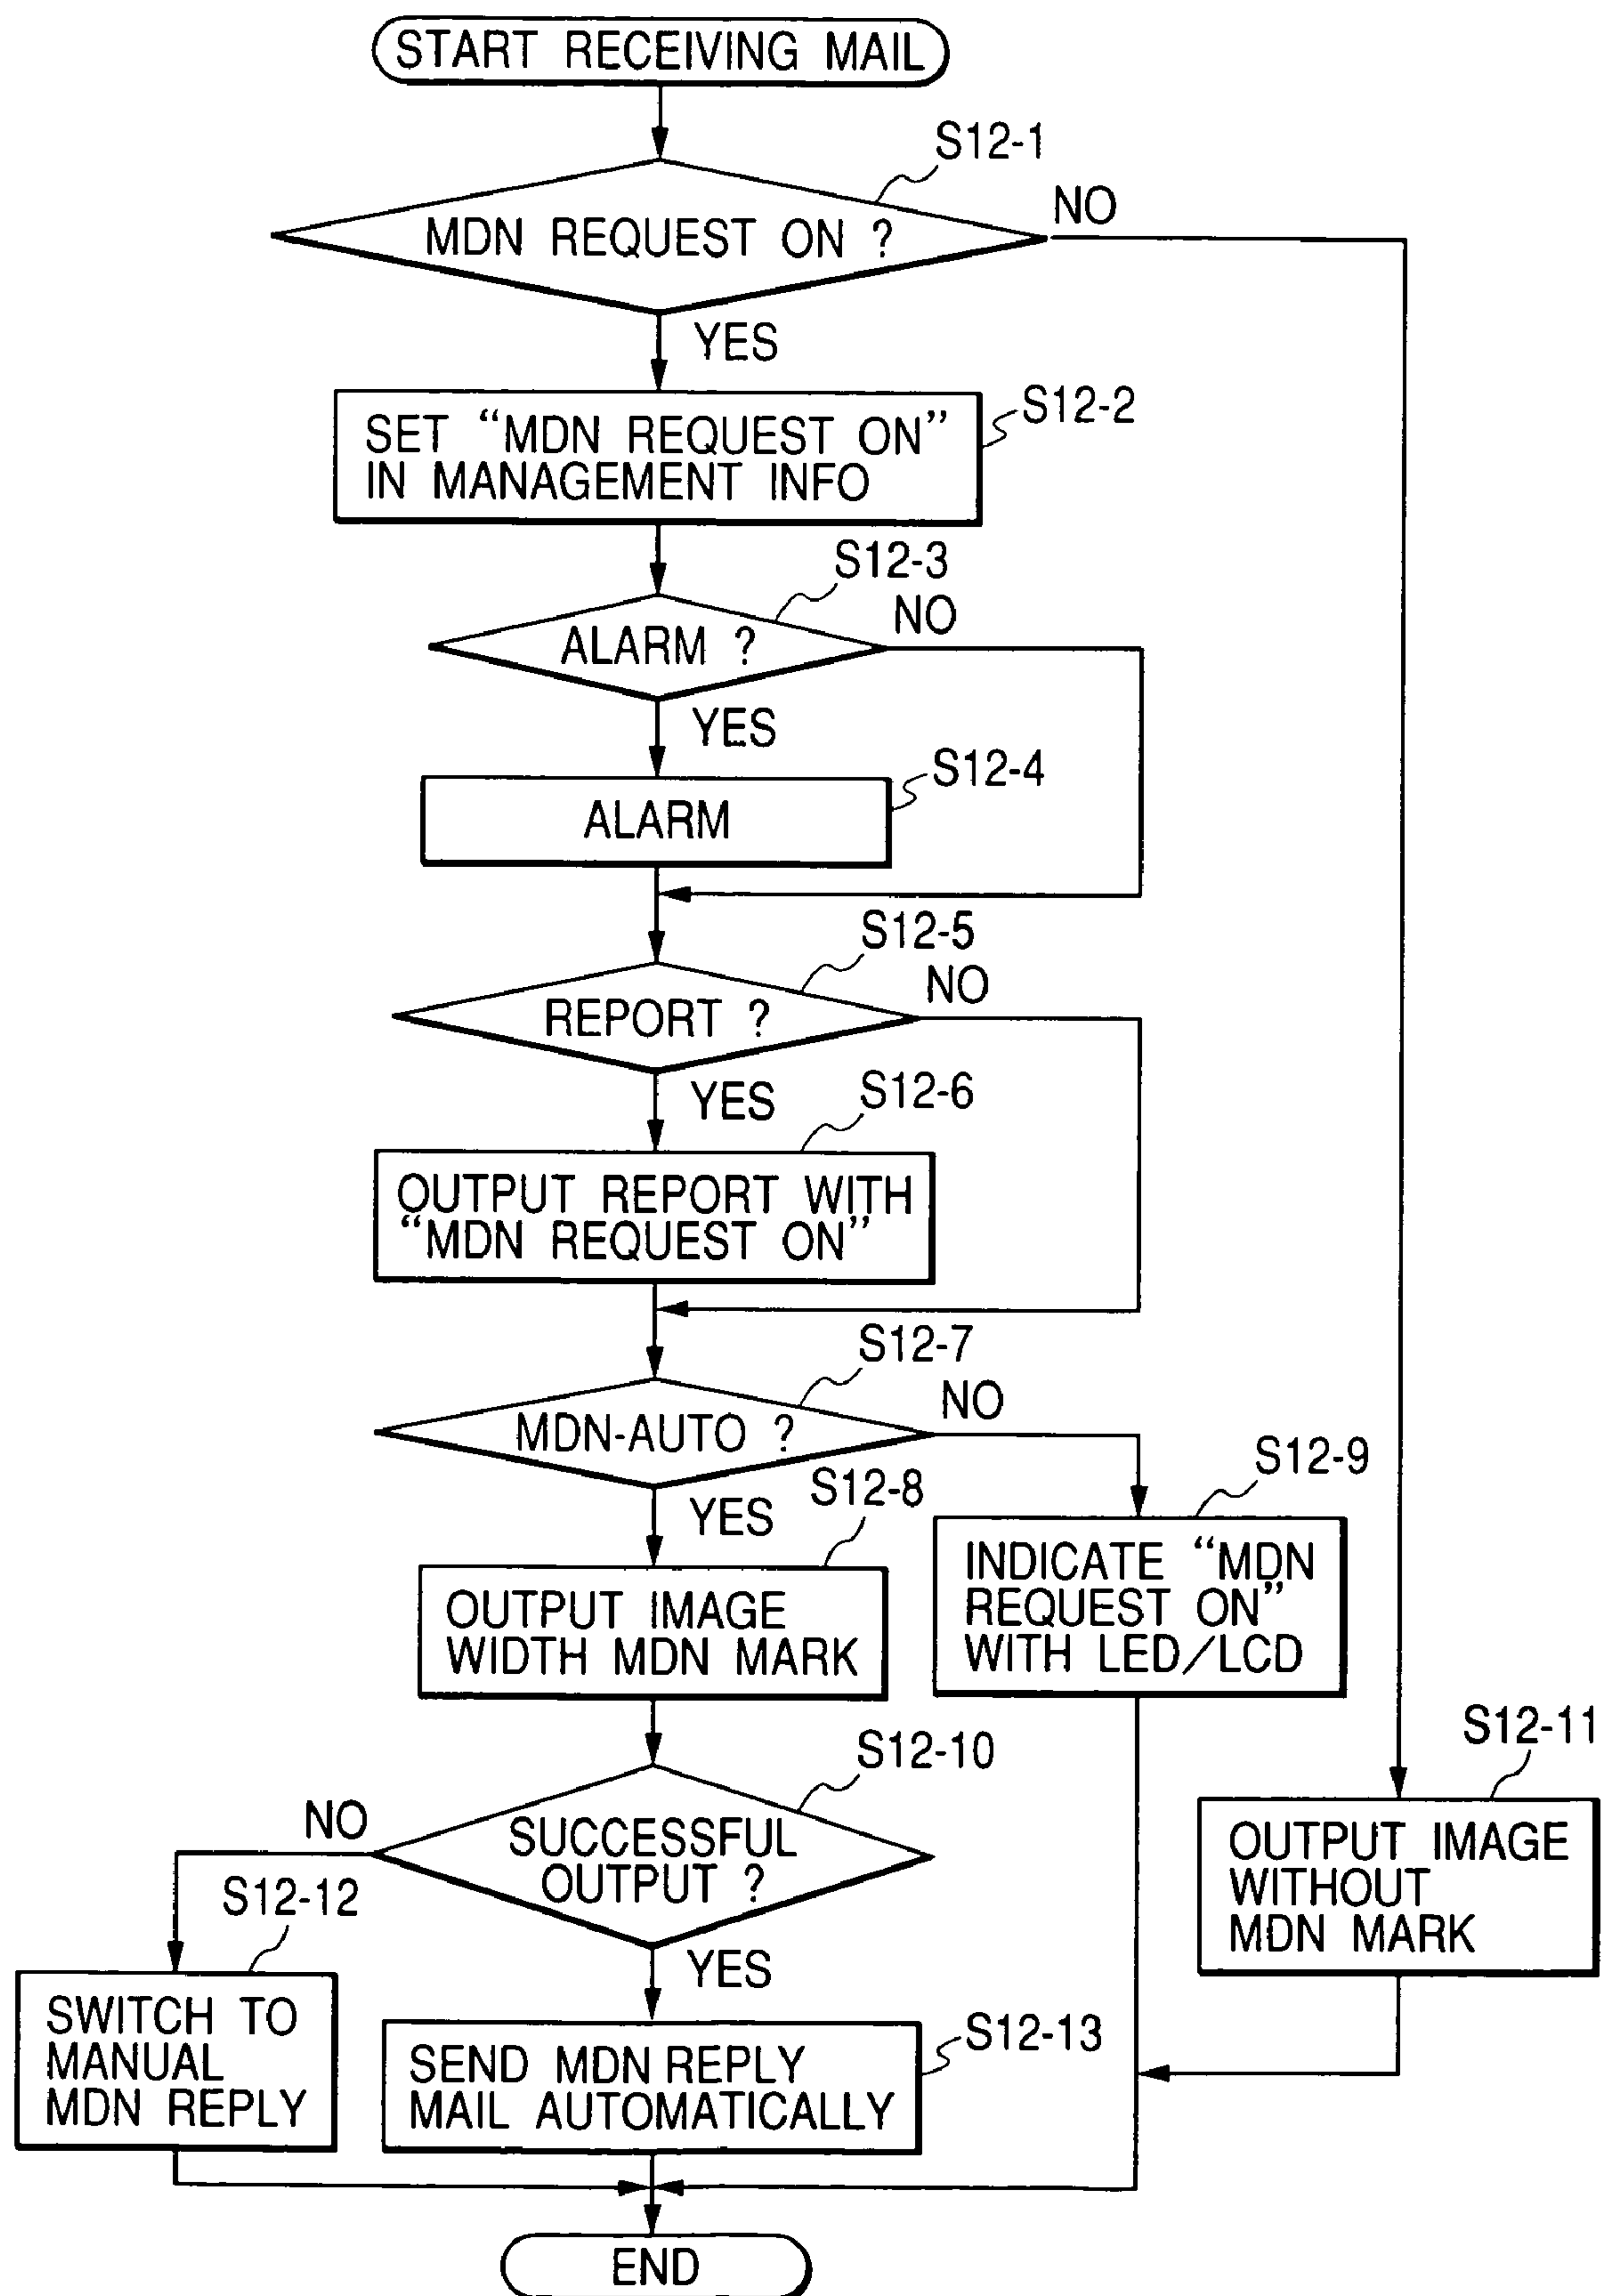 START RECEIVING MAIL
S12-1
MDN REQUEST ON ?
NO
YES
S12-2
SET “MDN REQUEST ON”
IN MANAGEMENT INFO
S12-3
ALARM ?
NO
YES
S12-4
ALARM
S12-5
REPORT ?
NO
YES
S12-6
OUTPUT REPORT WITH
“MDN REQUEST ON”
S12-7
MDN-AUTO ?
NO
YES
S12-8
OUTPUT IMAGE
WIDTH MDN MARK
S12-9
INDICATE “MDN
REQUEST ON”
WITH LED/LCD
S12-10
SUCCESSFUL
OUTPUT ?
NO
YES
S12-11
OUTPUT IMAGE
WITHOUT
MDN MARK
S12-12
SWITCH TO
MANUAL
MDN REPLY
S12-13
SEND MDN REPLY
MAIL AUTOMATICALLY
END